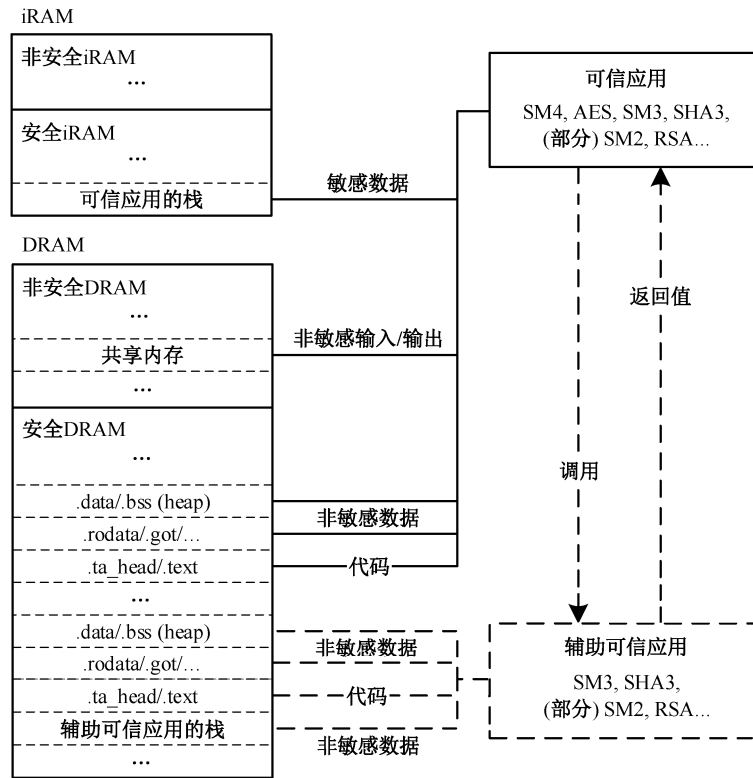 iRAM
非安全iRAM
…
安全iRAM
…
可信应用的栈
DRAM
非安全DRAM
…
共享内存
…
安全DRAM
…
.data/.bss (heap)
.rodata/.got/…
.ta_head/.text
…
.data/.bss (heap)
.rodata/.got/…
.ta_head/.text
辅助可信应用的栈
…
敏感数据
非敏感输入/输出
非敏感数据
代码
非敏感数据
代码
非敏感数据
可信应用
SM4, AES, SM3, SHA3,
(部分) SM2, RSA...
调用
返回值
辅助可信应用
SM3, SHA3,
(部分) SM2, RSA...